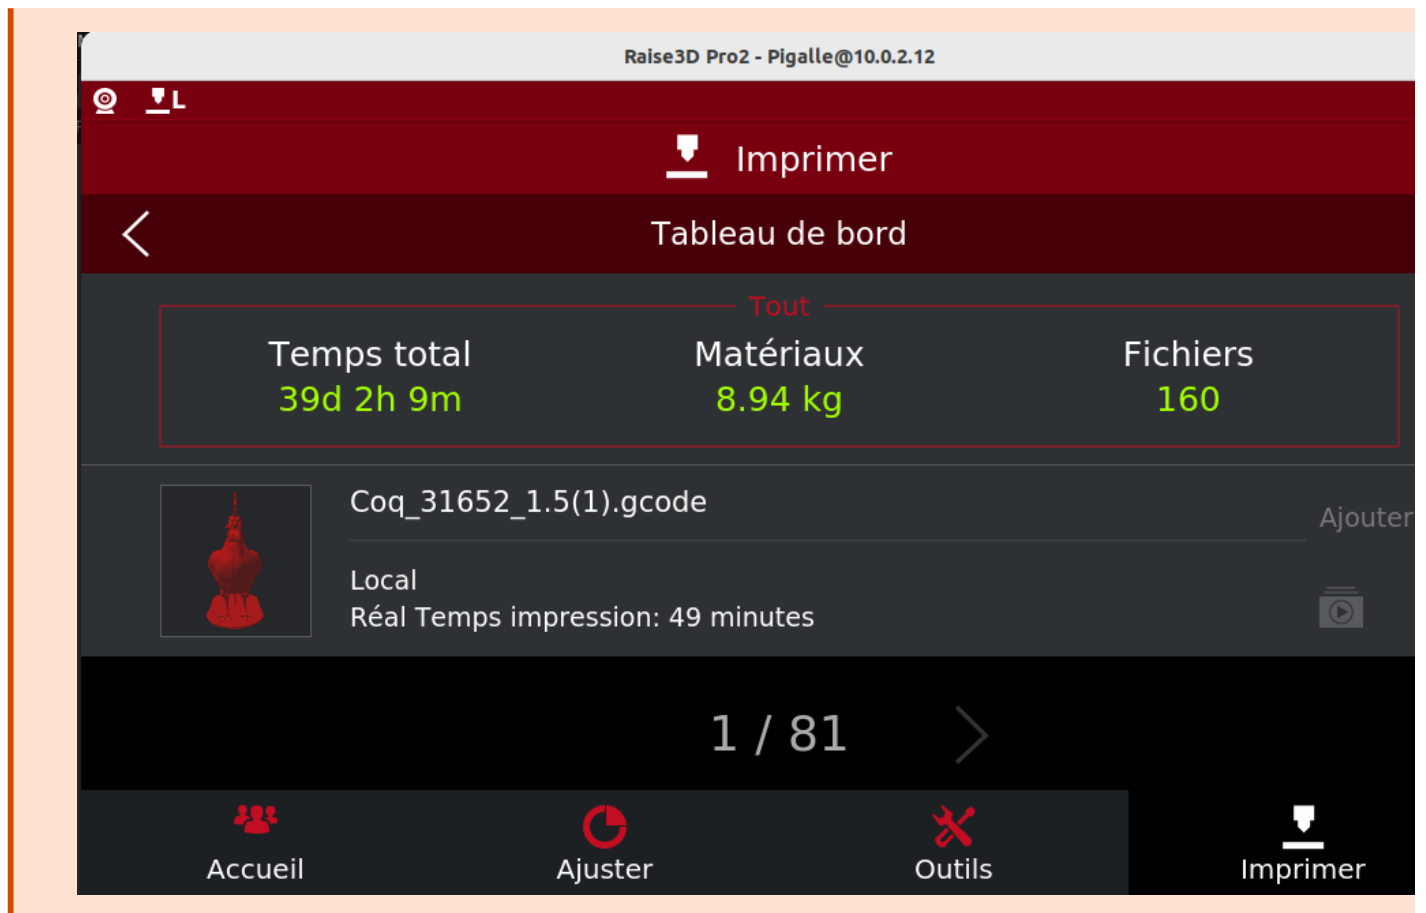 Raise3D Pro2 - Pigalle@10.0.2.12
L
Imprimer
Tableau de bord
Tout
Temps total Matériaux Fichiers
39d 2h 9m 8.94 kg 160
Coq_31652_1.5(1).gcode
Ajouter
Local
Réal Temps impression: 49 minutes
1 / 81
Accueil Ajuster Outils Imprimer